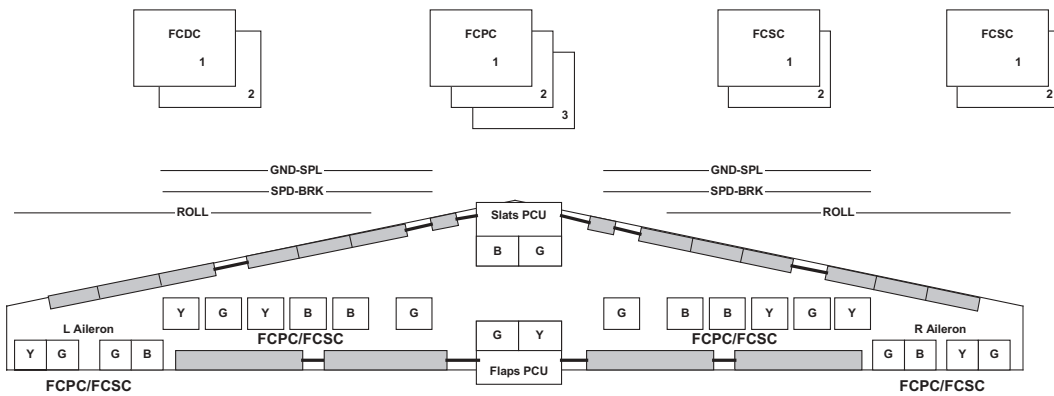 FCDC FCPC FCSC FCSC
1 1 1 1
2 2 2 2
3
GND-SPL GND-SPL
SPD-BRK SPD-BRK
ROLL ROLL
Slats PCU
B G
Y G Y B B G G B B Y G Y
L Aileron G Y R Aileron
FCPC/FCSC FCPC/FCSC
Y G G B G B Y G
Flaps PCU
FCPC/FCSC FCPC/FCSC